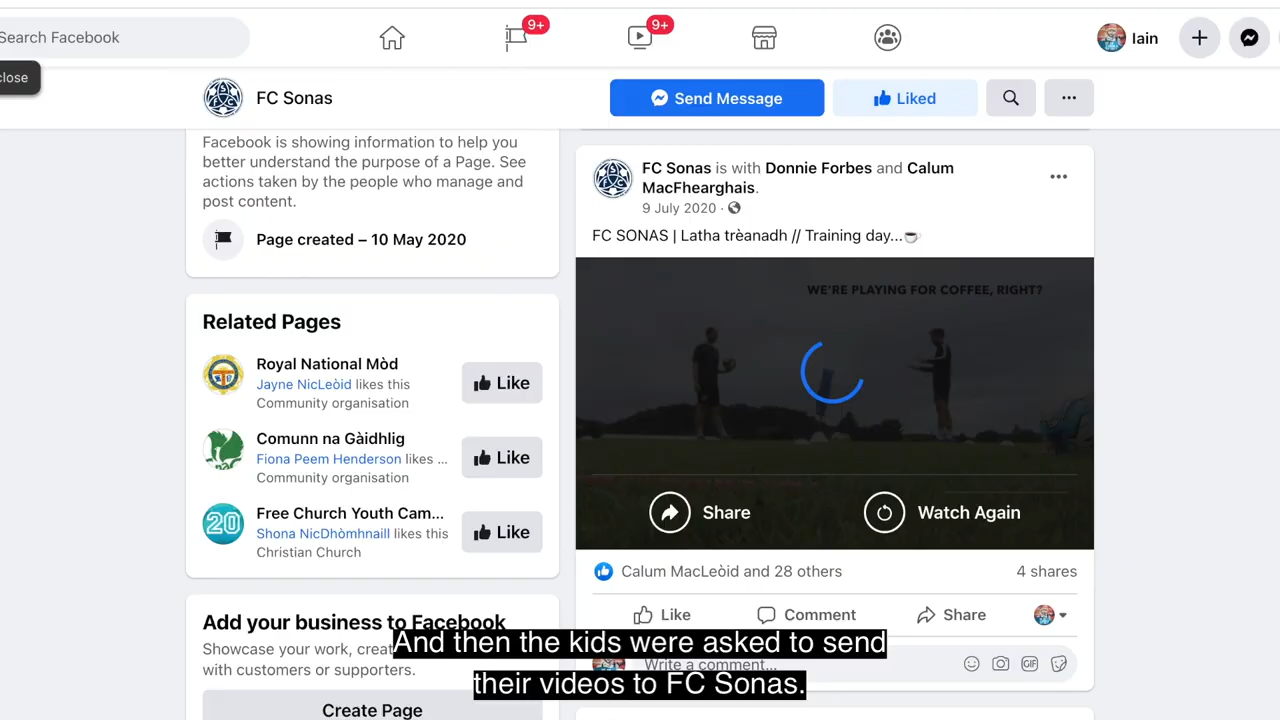 Search Facebook
9+
9+
Iain
close
FC Sonas
Send Message
Liked
Facebook is showing information to help you
better understand the purpose of a Page. See
actions taken by the people who manage and
post content.
Page created – 10 May 2020
Related Pages
Royal National Mòd
Jayne NicLeòid likes this
Community organisation
Like
Comunn na Gàidhlig
Fiona Peem Henderson likes ...
Community organisation
Like
Free Church Youth Cam...
Shona NicDhòmhnaill likes this
Christian Church
Like
20
Add your business to Facebook
Showcase your work, creat
with customers or supporters.
Create Page
FC Sonas is with Donnie Forbes and Calum
MacFhearghais.
9 July 2020 ·
FC SONAS | Latha trèanadh // Training day...
WE'RE PLAYING FOR COFFEE, RIGHT?
Share
Watch Again
Calum MacLeòid and 28 others
4 shares
Like
Comment
Share
Write a comment...
GIF
And then the kids were asked to send
their videos to FC Sonas.